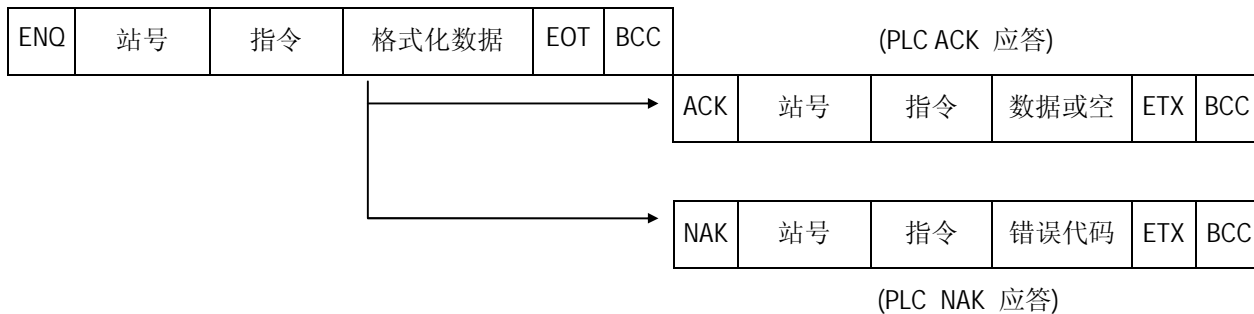 ENQ 站号 指令 格式化数据 EOT BCC
(PLC ACK 应答)
ACK 站号 指令 数据或空 ETX BCC
NAK 站号 指令 错误代码 ETX BCC
(PLC NAK 应答)